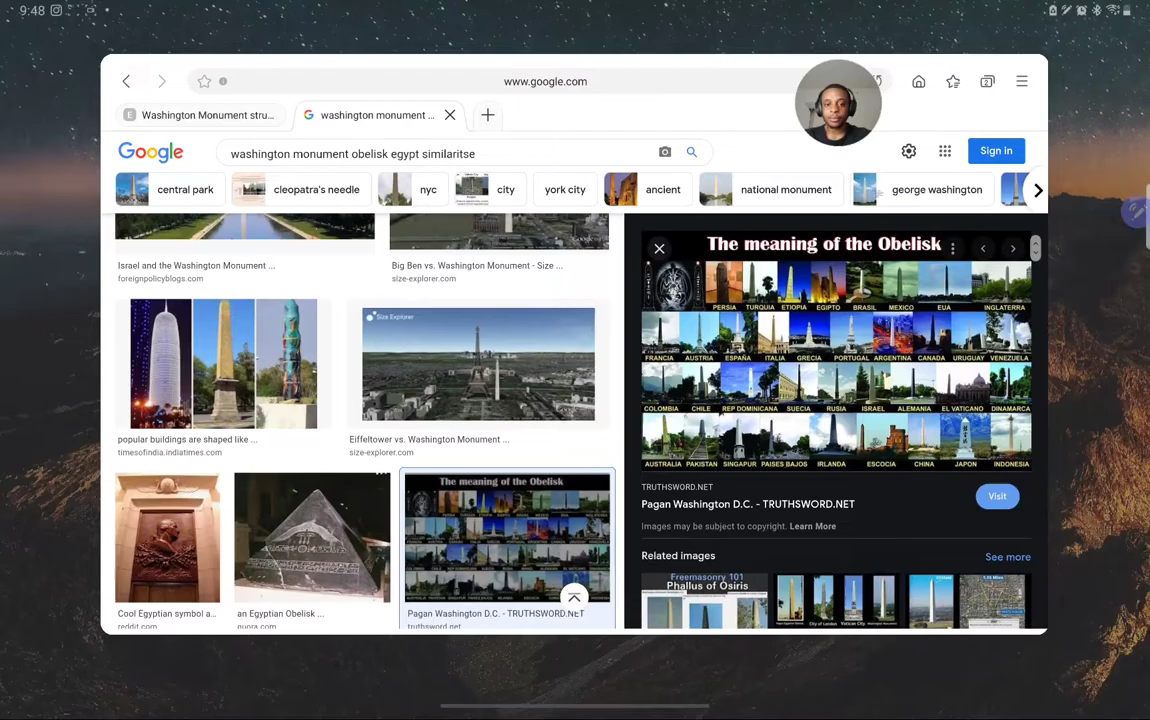 9:48
www.google.com
2
E Washington Monument stru...
washington monument ...
Google
washington monument obelisk egypt similaritse
Sign in
central park
cleopatra's needle
nyc
city
york city
ancient
national monument
george washington
Israel and the Washington Monument ...
foreignpolicyblogs.com
Big Ben vs. Washington Monument - Size ...
size-explorer.com
Size Explorer
popular buildings are shaped like ...
timesofindia.indiatimes.com
Eiffeltower vs. Washington Monument ...
size-explorer.com
The meaning of the Obelisk
Cool Egyptian symbol a...
reddit.com
an Egyptian Obelisk ...
quora.com
Pagan Washington D.C. - TRUTHSWORD.NET
truthsword.net
The meaning of the Obelisk
PERSIA TURQUIA ETIOPIA EGIPTO BRASIL MEXICO EUA INGLATERRA
FRANCIA AUSTRIA ESPAÑA ITALIA GRECIA PORTUGAL ARGENTINA CANADA URUGUAY VENEZUELA
COLOMBIA CHILE REP DOMINICANA SUECIA RUSIA ISRAEL ALEMANIA EL VATICANO DINAMARCA
AUSTRALIA PAKISTAN SINGAPUR PAISES BAJOS IRLANDA ESCOCIA CHINA JAPON INDONESIA
TRUTHSWORD.NET
Pagan Washington D.C. - TRUTHSWORD.NET
Visit
Images may be subject to copyright. Learn More
Related images
See more
Freemasonry 101
Phallus of Osiris
City of London
Vatican City